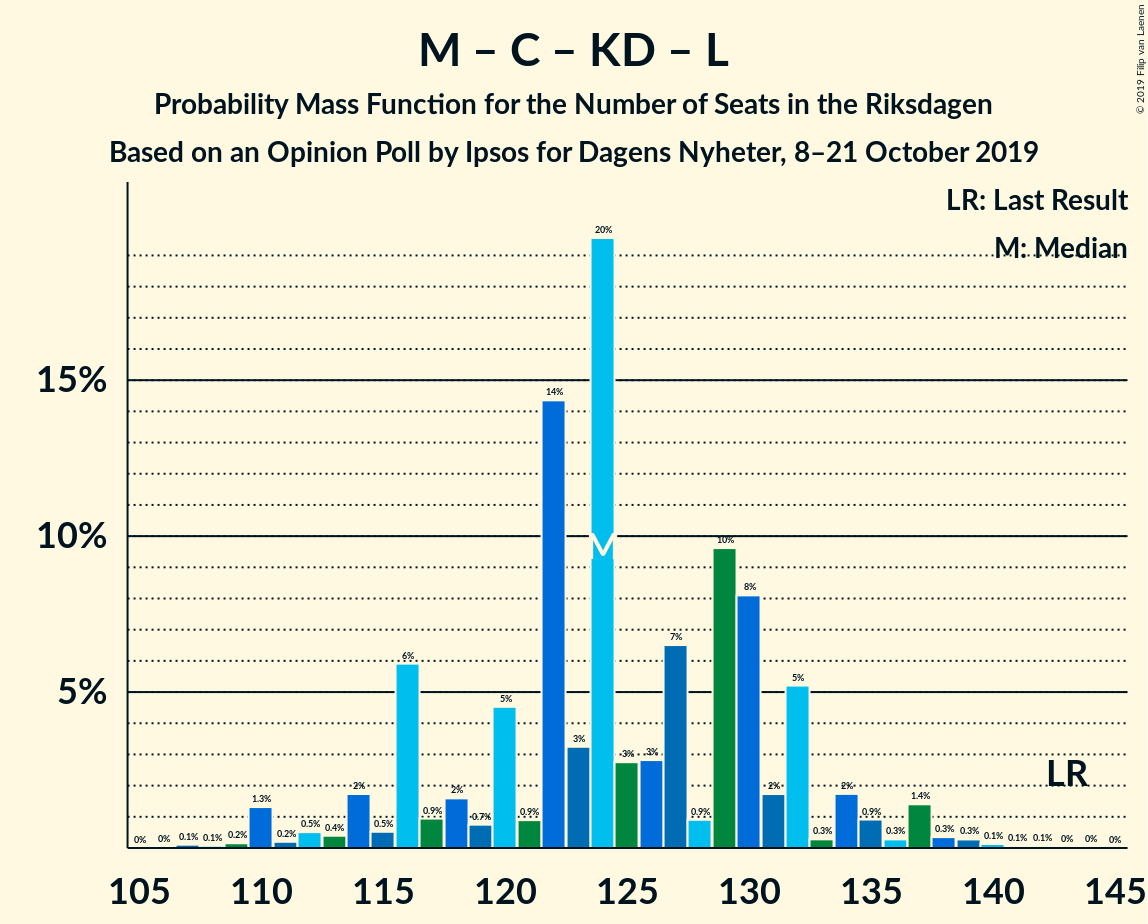 M – C – KD – L
Probability Mass Function for the Number of Seats in the Riksdagen
Based on an Opinion Poll by Ipsos for Dagens Nyheter, 8–21 October 2019
© 2019 Filip van Laenen
LR: Last Result
M: Median
15%
10%
5%
0% 0% 0.1% 0.1% 0.2% 1.3% 0.2% 0.5% 0.4% 2% 0.5% 6% 0.9% 2% 0.7% 5% 0.9% 14% 3% 20% 3% 3% 7% 0.9% 10% 8% 2% 5% 0.3% 2% 0.9% 0.3% 1.4% 0.3% 0.3% 0.1% 0.1% 0.1% 0% 0% 0%
M
LR
105 110 115 120 125 130 135 140 145